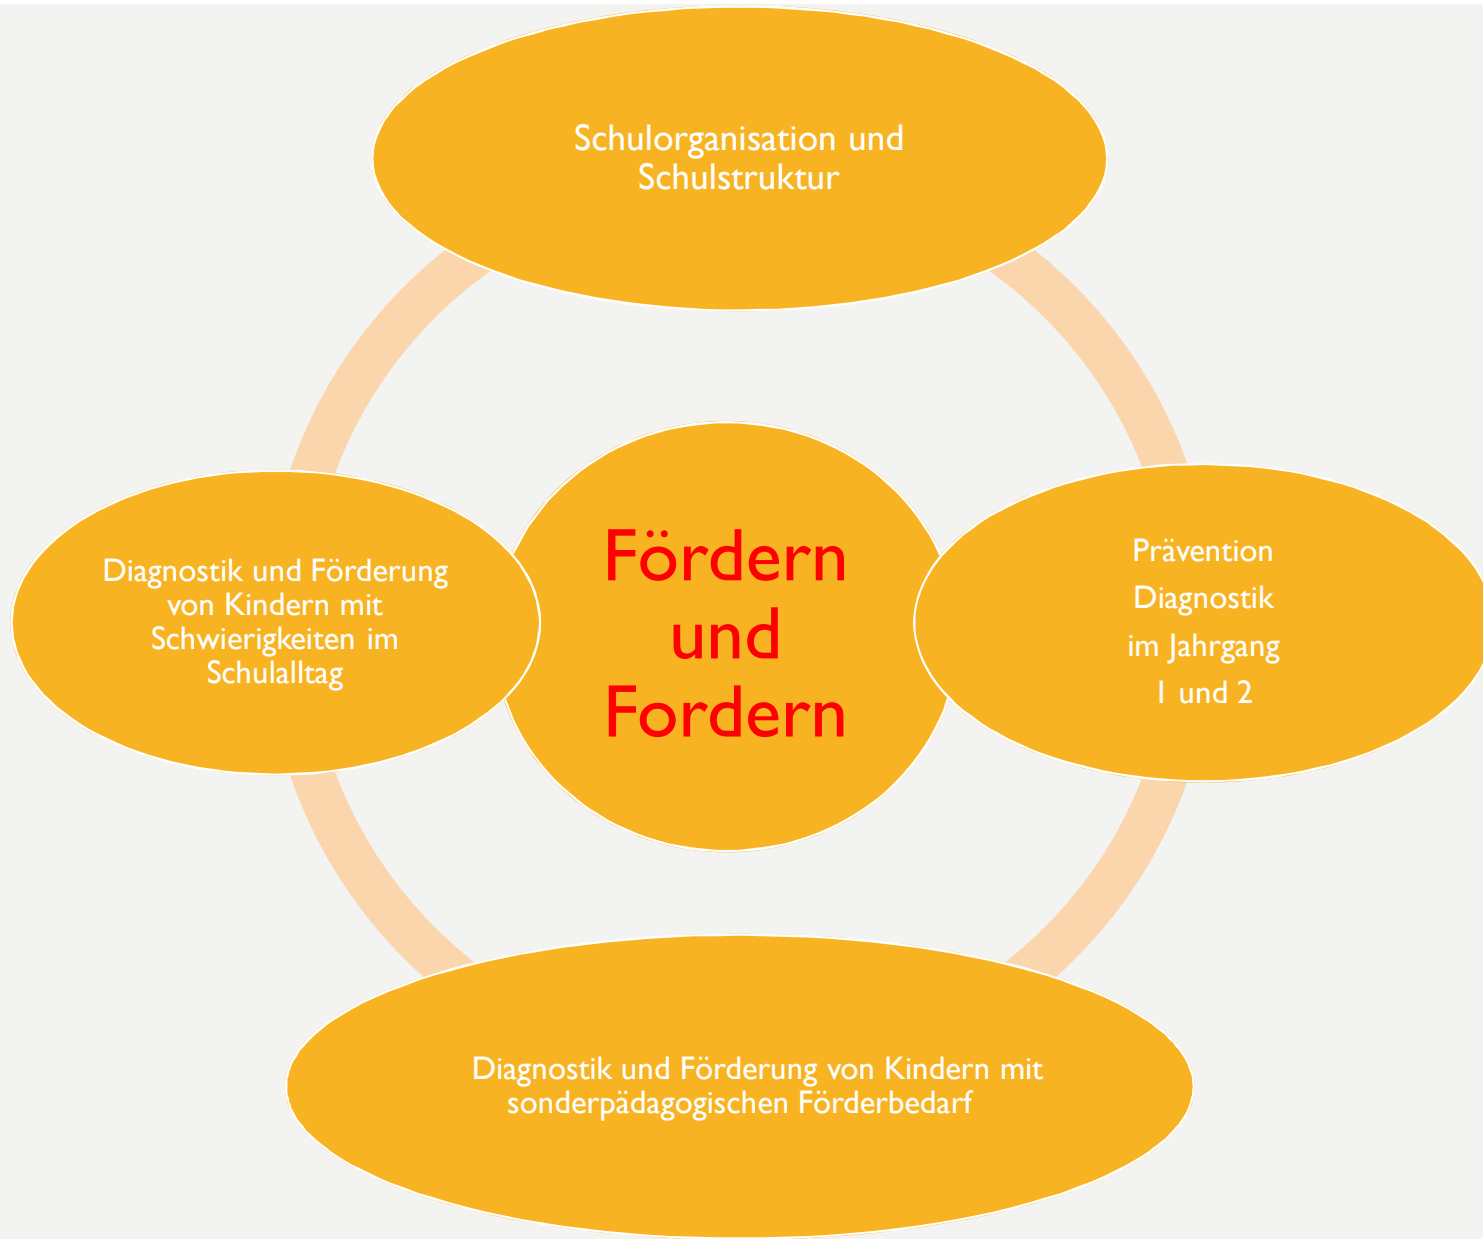 Schulorganisation und
Schulstruktur
Diagnostik und Förderung
von Kindern mit
Schwierigkeiten im
Schulalltag
Fördern
und
Fordern
Prävention
Diagnostik
im Jahrgang
1 und 2
Diagnostik und Förderung von Kindern mit
sonderpädagogischen Förderbedarf